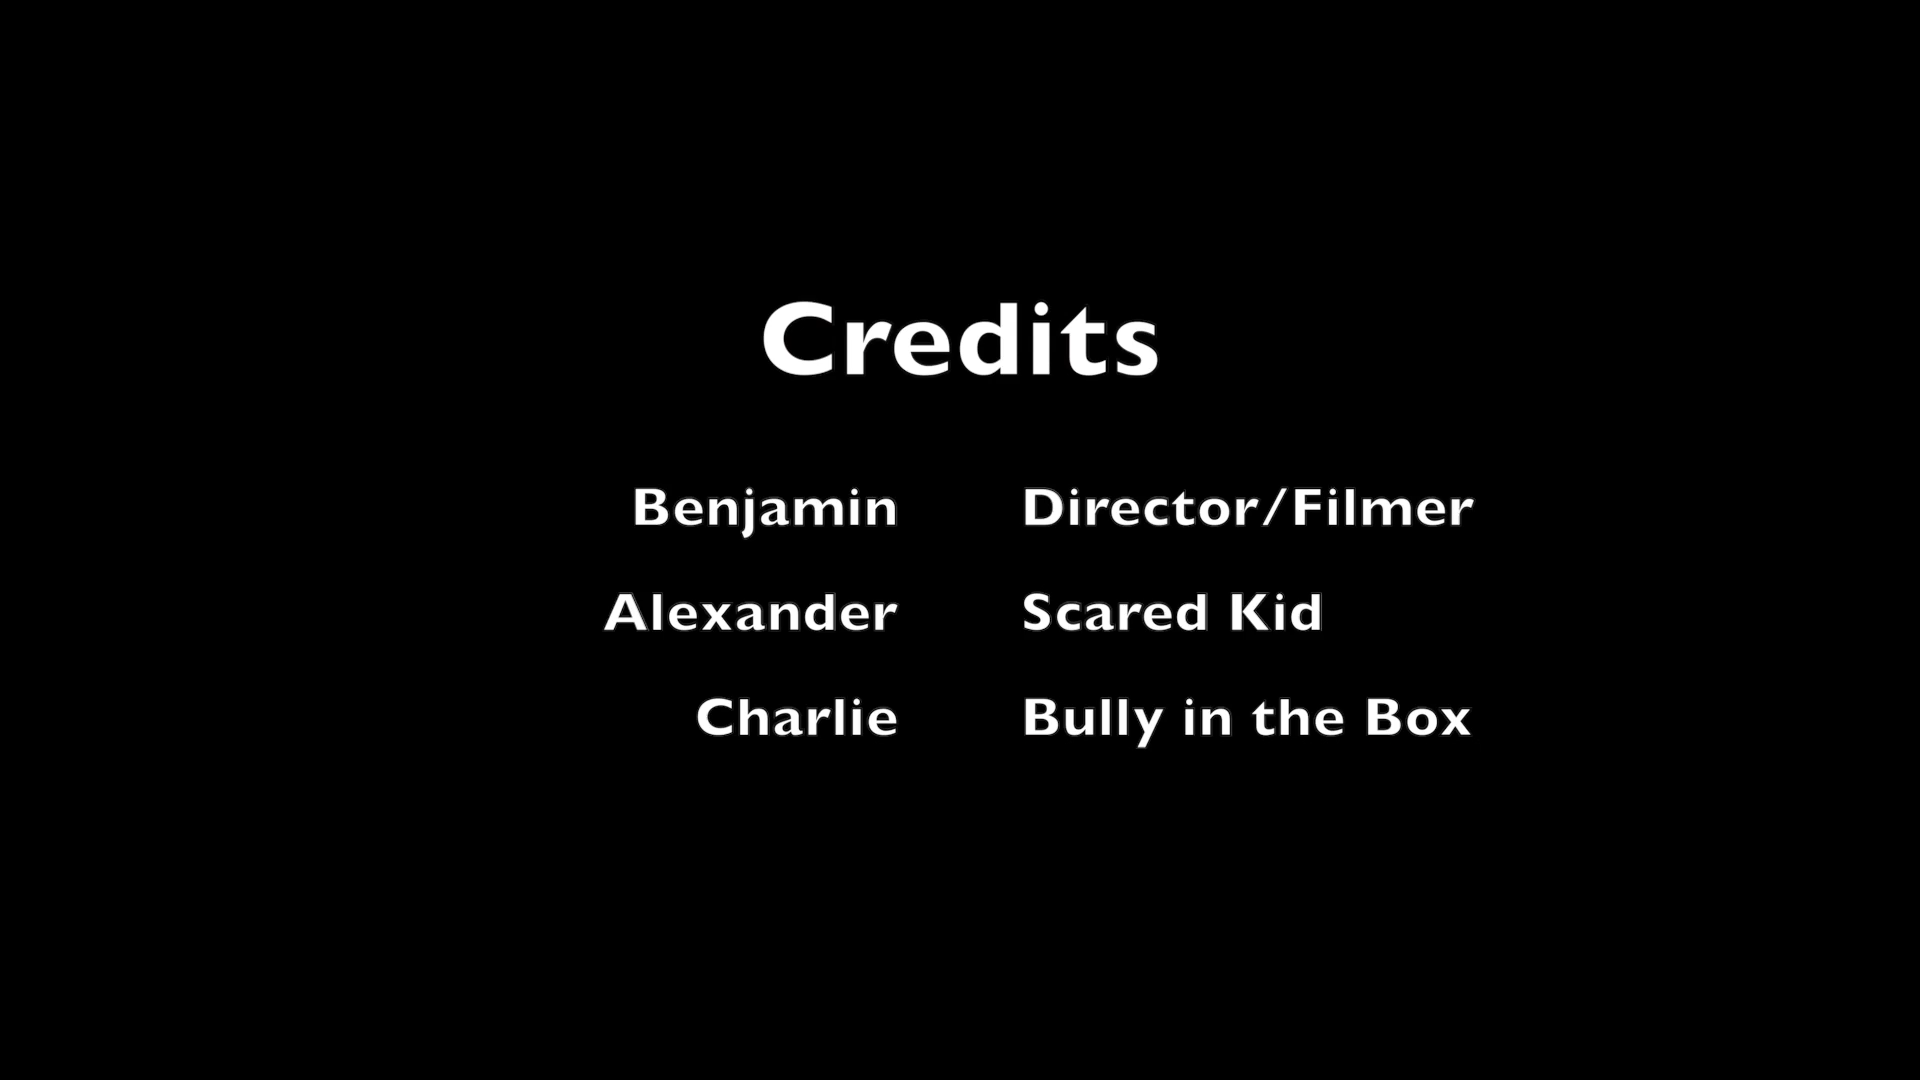 Credits
Benjamin Director/Filmer
Alexander Scared Kid
Charlie Bully in the Box